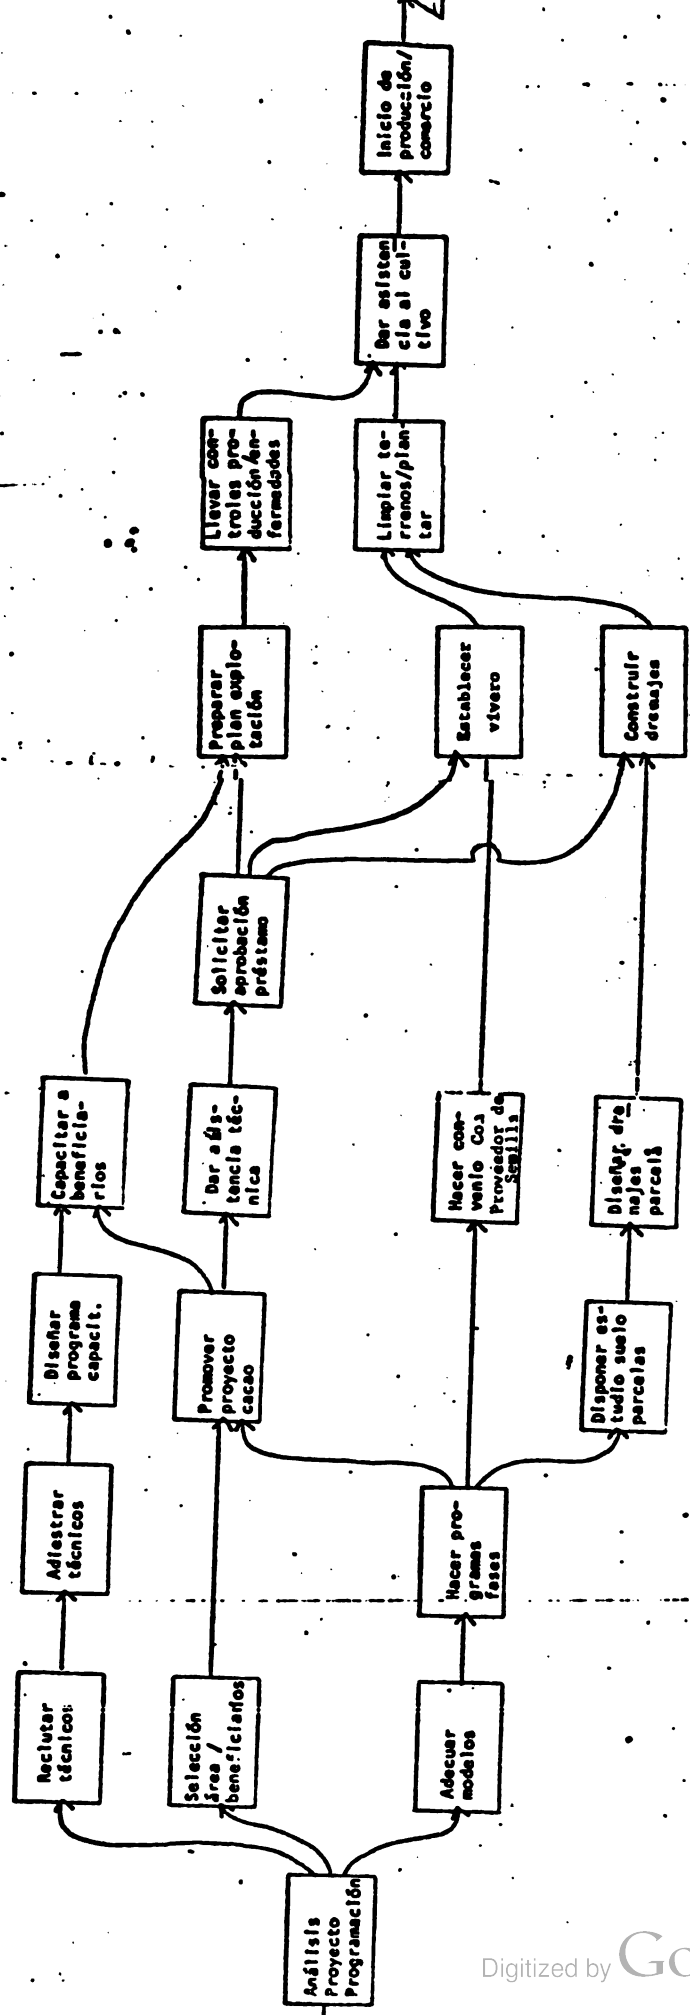 Análisis
Proyecto
Programación
Reclutar
técnicos
Selección
área /
beneficiarios
Adecuar
modelos
Adiestrar
técnicos
Hacer pro-
gramas
fases
Diseñar
programa
capacit.
Promover
proyecto
cacao
Disponer es-
tudio suelo
parcelas
Capacitar a
beneficia-
rios
Dar asis-
tencia téc-
nica
Hacer con-
venio Con
Proveedor de
Semilla
Diseñar dre
najes
parcela
Solicitar
aprobación
préstamo
Preparar
plan explo-
tación
Establecer
vivero
Construir
drenajes
Llevar con-
troles pro-
ducción/en-
fermedades
Limpiar te-
rrenos/plan-
tar
Dar asisten
cia al cul-
tivo
Inicio de
producción/
comercio
Digitized by Go